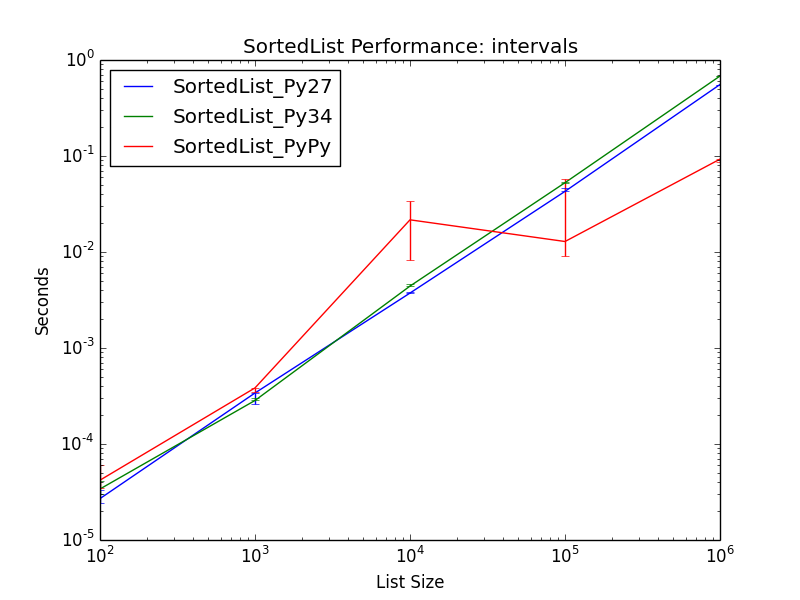 SortedList Performance: intervals
10^0
SortedList_Py27
SortedList_Py34
SortedList_PyPy
10^-1
10^-2
Seconds
10^-3
10^-4
10^-5
10^2 10^3 10^4 10^5 10^6
List Size